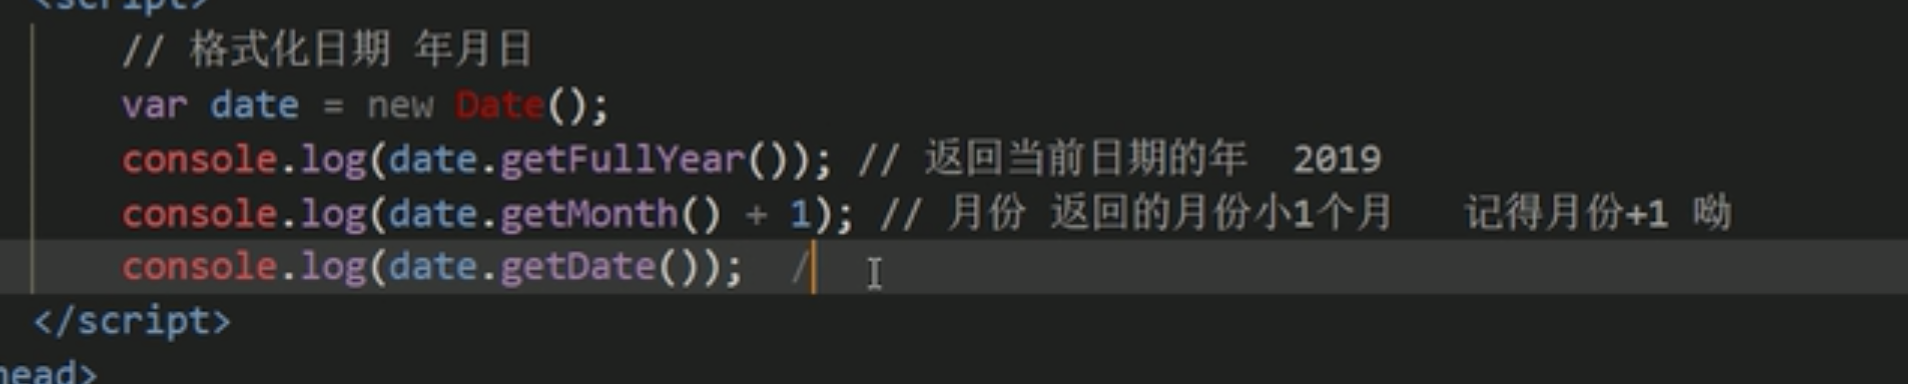 <script>
// 格式化日期 年月日
var date = new Date();
console.log(date.getFullYear()); // 返回当前日期的年  2019
console.log(date.getMonth() + 1); // 月份 返回的月份小1个月   记得月份+1 呦
console.log(date.getDate());  /
</script>
head>